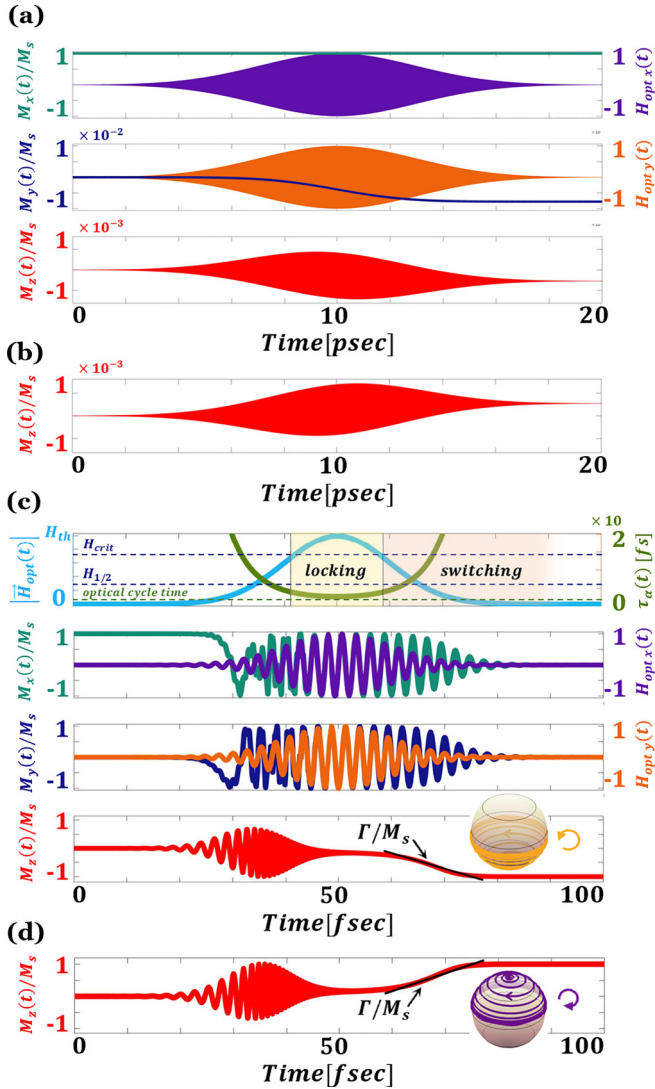 (a)
M_x(t)/M_s
1
-1
1
-1
H_opt x(t)
× 10^-2
M_y(t)/M_s
1
-1
1
-1
H_opt y(t)
× 10^-3
M_z(t)/M_s
1
-1
0 10 20
Time[psec]
(b)
× 10^-3
M_z(t)/M_s
1
-1
0 10 20
Time[psec]
(c)
|H⃗_opt(t)|
H_th
0
H_crit
H_1/2
optical cycle time
locking
switching
× 10
2
0
τ_α(t) [fs]
M_x(t)/M_s
1
-1
1
-1
H_opt x(t)
M_y(t)/M_s
1
-1
1
-1
H_opt y(t)
M_z(t)/M_s
1
-1
Γ/M_s
0 50 100
Time[fsec]
(d)
M_z(t)/M_s
1
-1
Γ/M_s
0 50 100
Time[fsec]